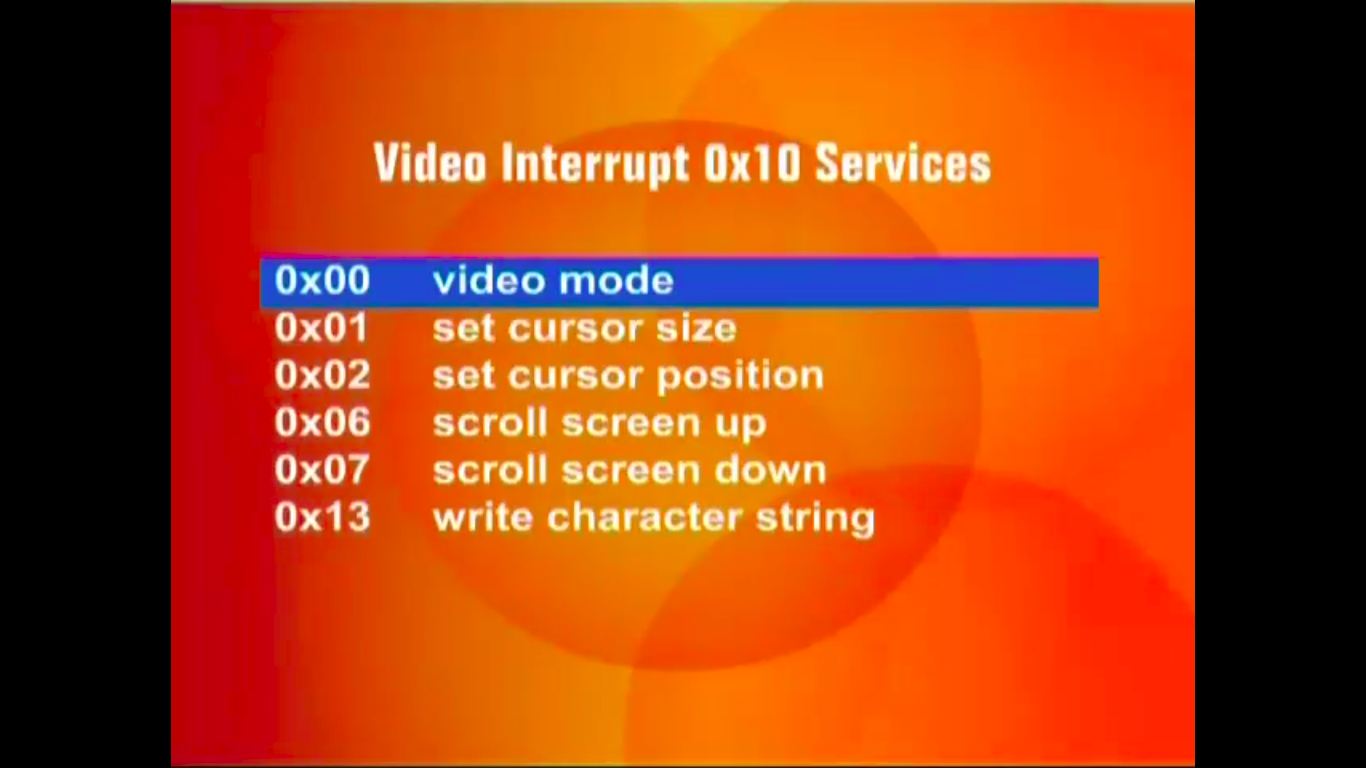 Video Interrupt 0x10 Services
0x00 video mode
0x01 set cursor size
0x02 set cursor position
0x06 scroll screen up
0x07 scroll screen down
0x13 write character string